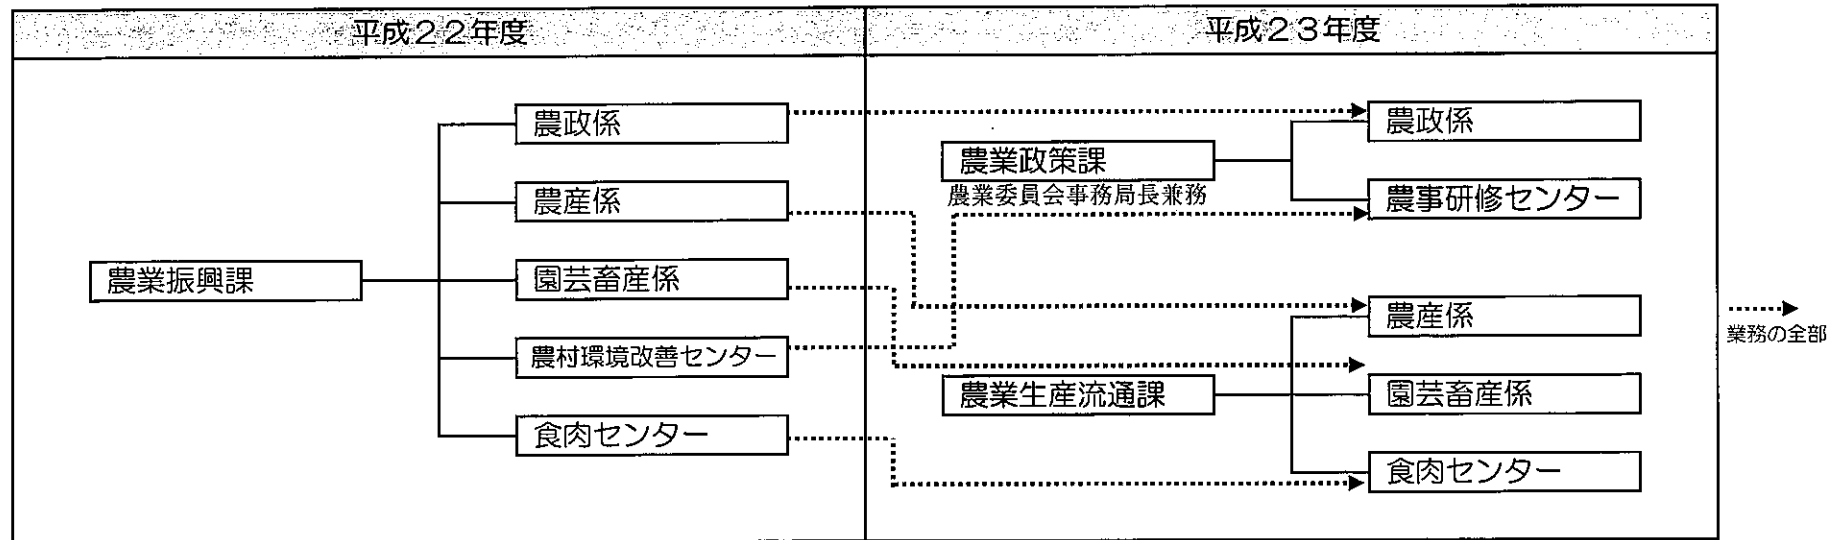 平成２２年度
平成２３年度
農業振興課
農政係
農産係
園芸畜産係
農村環境改善センター
食肉センター
農業政策課
農業委員会事務局長兼務
農政係
農事研修センター
農業生産流通課
農産係
園芸畜産係
食肉センター
業務の全部